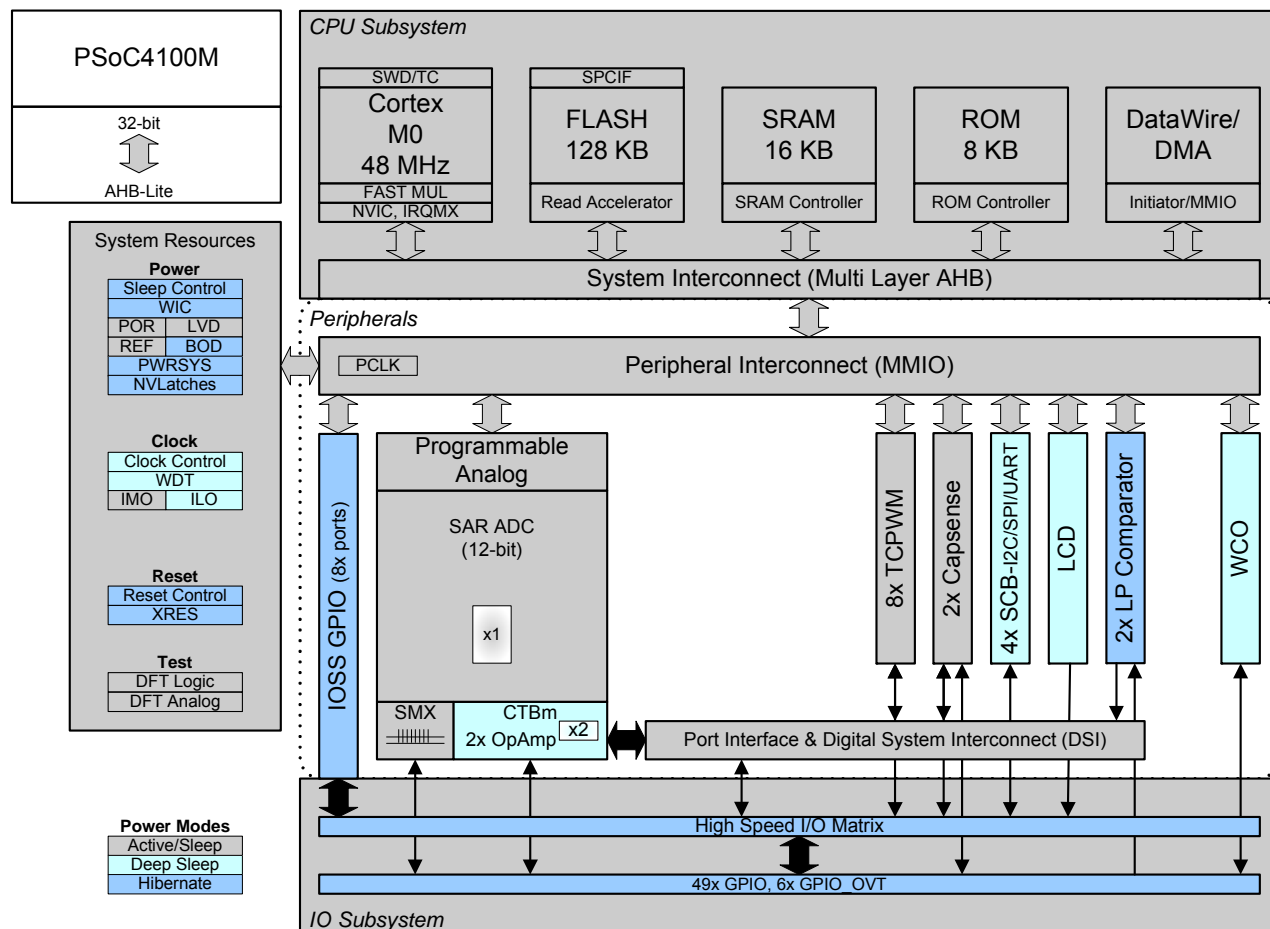 PSoC4100M
32-bit
AHB-Lite
CPU Subsystem
SWD/TC
Cortex
M0
48 MHz
FAST MUL
NVIC, IRQMX
SPCIF
FLASH
128 KB
Read Accelerator
SRAM
16 KB
SRAM Controller
ROM
8 KB
ROM Controller
DataWire/
DMA
Initiator/MMIO
System Interconnect (Multi Layer AHB)
System Resources
Power
Sleep Control
WIC
POR LVD
REF BOD
PWRSYS
NVLatches
Clock
Clock Control
WDT
IMO ILO
Reset
Reset Control
XRES
Test
DFT Logic
DFT Analog
Peripherals
PCLK
Peripheral Interconnect (MMIO)
IOSS GPIO (8x ports)
Programmable
Analog
SAR ADC
(12-bit)
x1
SMX
CTBm
2x OpAmp
x2
8x TCPWM
2x Capsense
4x SCB-I2C/SPI/UART
LCD
2x LP Comparator
WCO
Port Interface & Digital System Interconnect (DSI)
Power Modes
Active/Sleep
Deep Sleep
Hibernate
High Speed I/O Matrix
49x GPIO, 6x GPIO_OVT
IO Subsystem